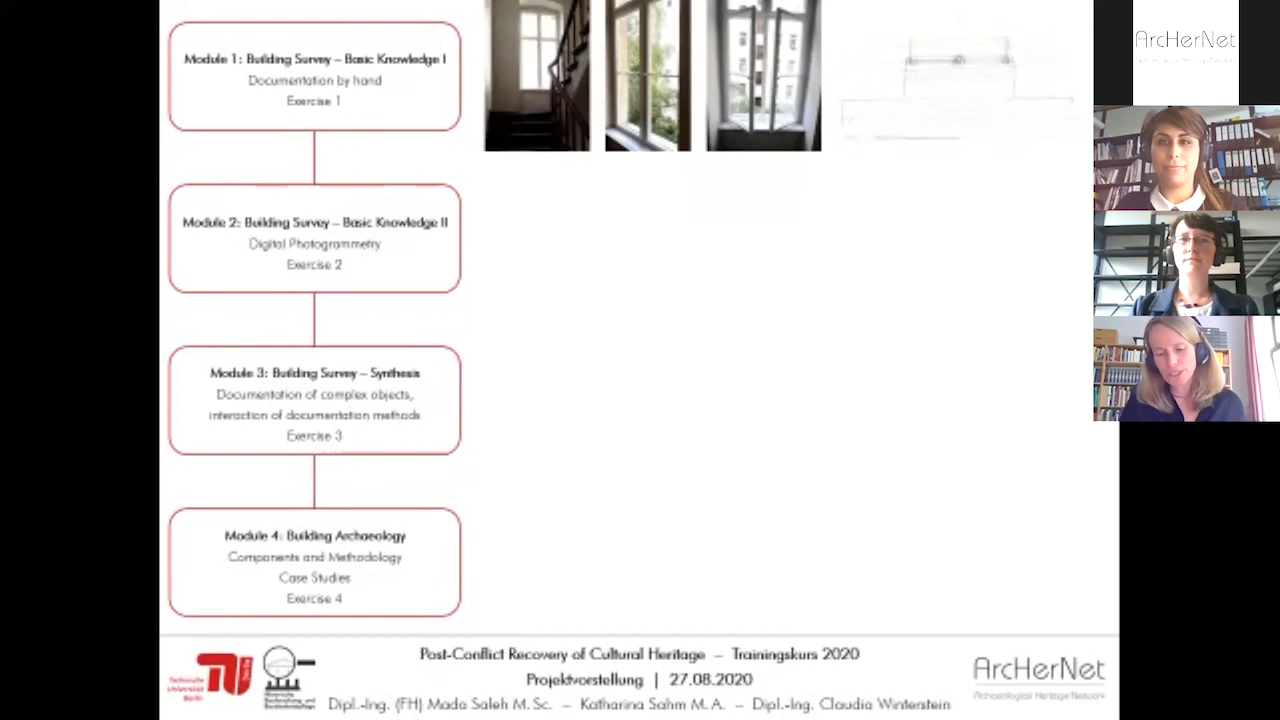 Module 1: Building Survey – Basic Knowledge I
Documentation by hand
Exercise 1
Module 2: Building Survey – Basic Knowledge II
Digital Photogrammetry
Exercise 2
Module 3: Building Survey – Synthesis
Documentation of complex objects,
interaction of documentation methods
Exercise 3
Module 4: Building Archaeology
Components and Methodology
Case Studies
Exercise 4
Post-Conflict Recovery of Cultural Heritage – Trainingskurs 2020
Projektvorstellung | 27.08.2020
Dipl.-Ing. (FH) Mada Saleh M. Sc. – Katharina Sahm M. A. – Dipl.-Ing. Claudia Winterstein
Technische
Universität
Berlin
ArcHerNet
Archaeological Heritage Network
ArcHerNet